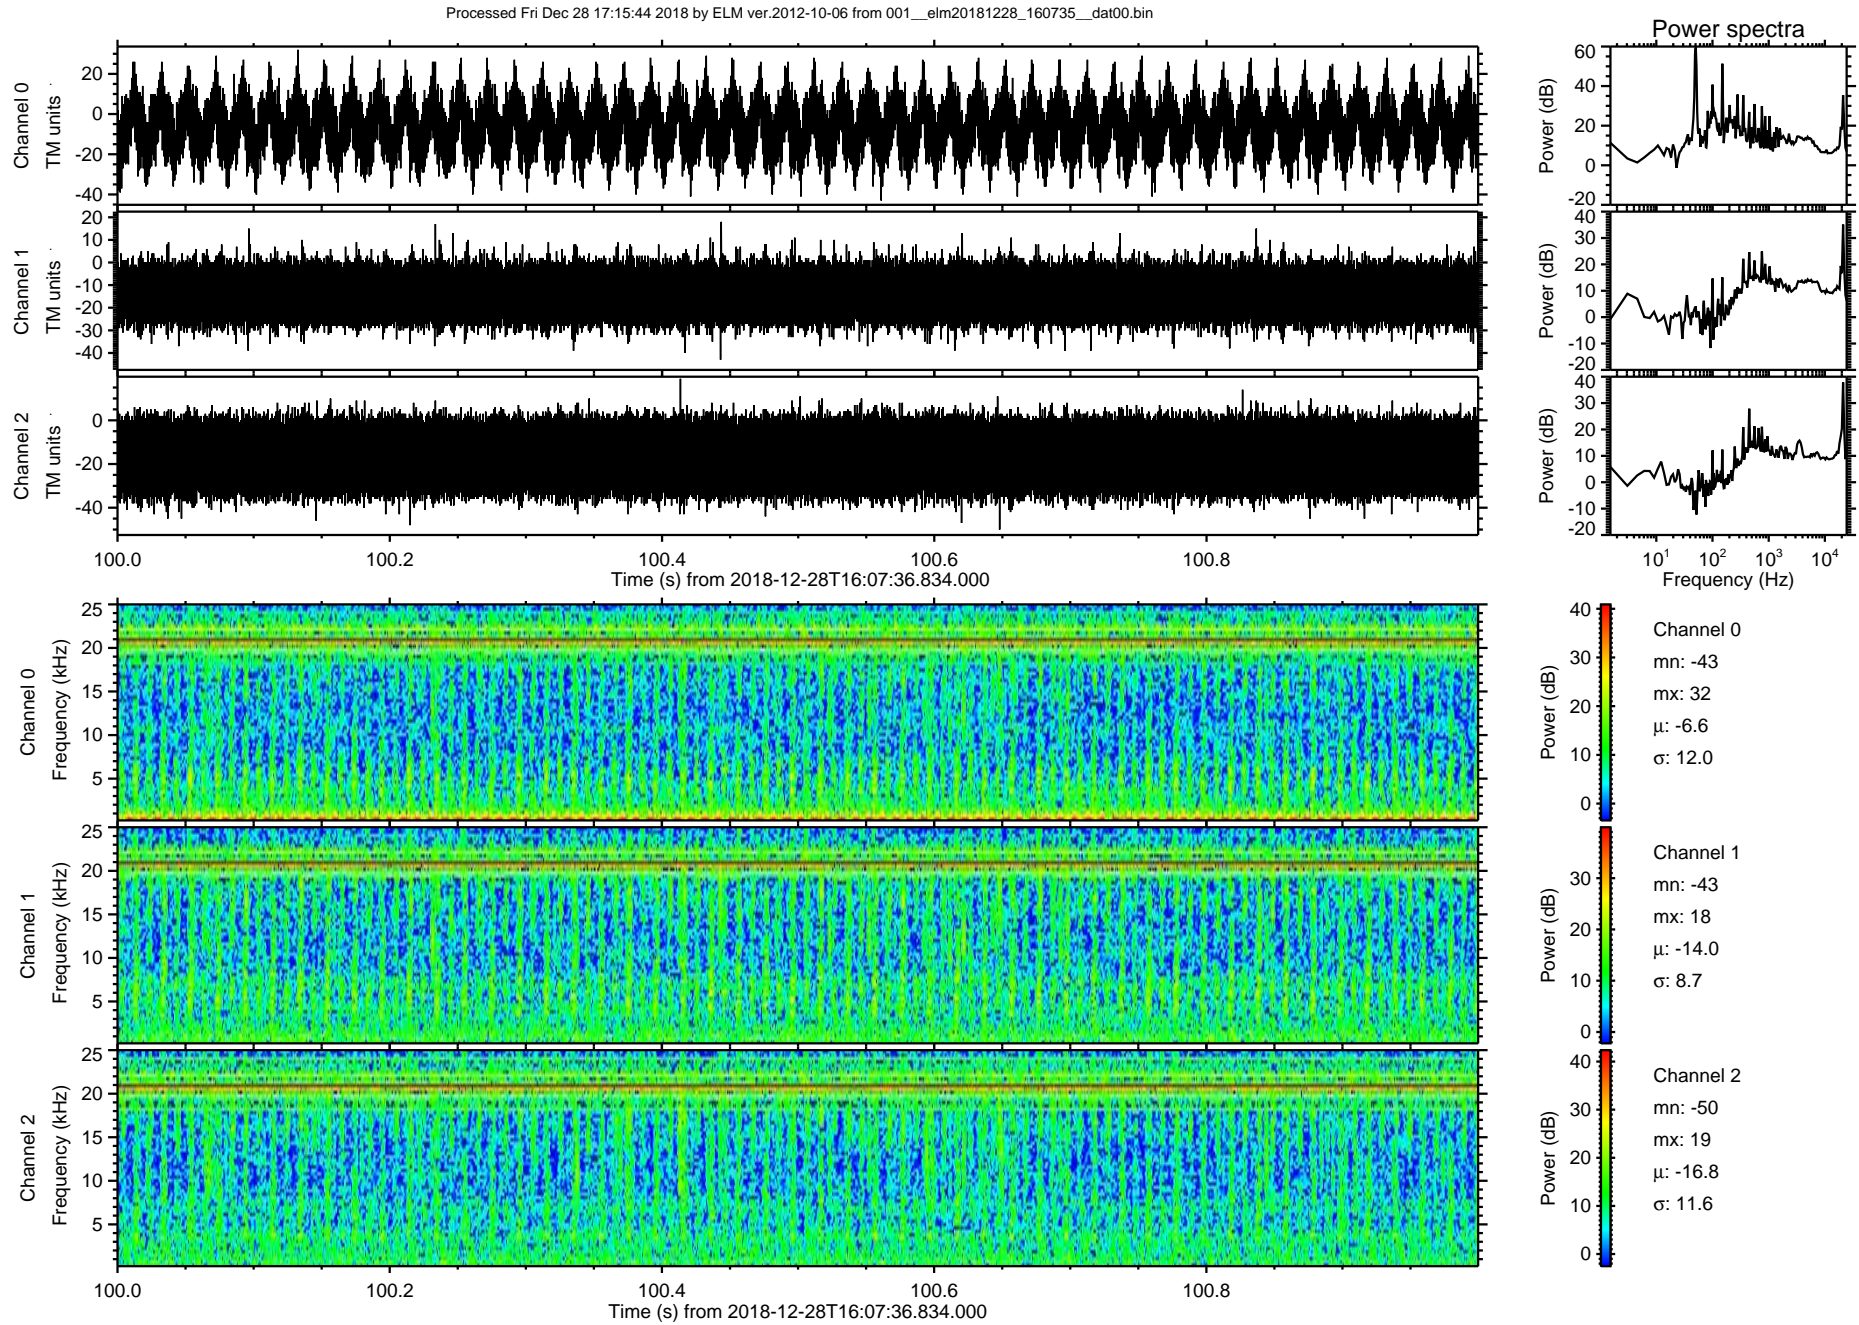 Processed Fri Dec 28 17:15:44 2018 by ELM ver.2012-10-06 from 001__elm20181228_160735__dat00.bin
Power spectra
Channel 0
TM units
20
0
-20
-40
Power (dB)
60
40
20
0
-20
Channel 1
TM units
20
10
0
-10
-20
-30
-40
Power (dB)
40
30
20
10
0
-10
-20
Channel 2
TM units
0
-20
-40
Power (dB)
40
30
20
10
0
-10
-20
100.0 100.2 100.4 100.6 100.8
Time (s) from 2018-12-28T16:07:36.834.000
10¹ 10² 10³ 10⁴
Frequency (Hz)
Channel 0
Frequency (kHz)
25
20
15
10
5
Power (dB)
40
30
20
10
0
Channel 0
mn: -43
mx: 32
µ: -6.6
σ: 12.0
Channel 1
Frequency (kHz)
25
20
15
10
5
Power (dB)
30
20
10
0
Channel 1
mn: -43
mx: 18
µ: -14.0
σ: 8.7
Channel 2
Frequency (kHz)
25
20
15
10
5
Power (dB)
40
30
20
10
0
Channel 2
mn: -50
mx: 19
µ: -16.8
σ: 11.6
100.0 100.2 100.4 100.6 100.8
Time (s) from 2018-12-28T16:07:36.834.000